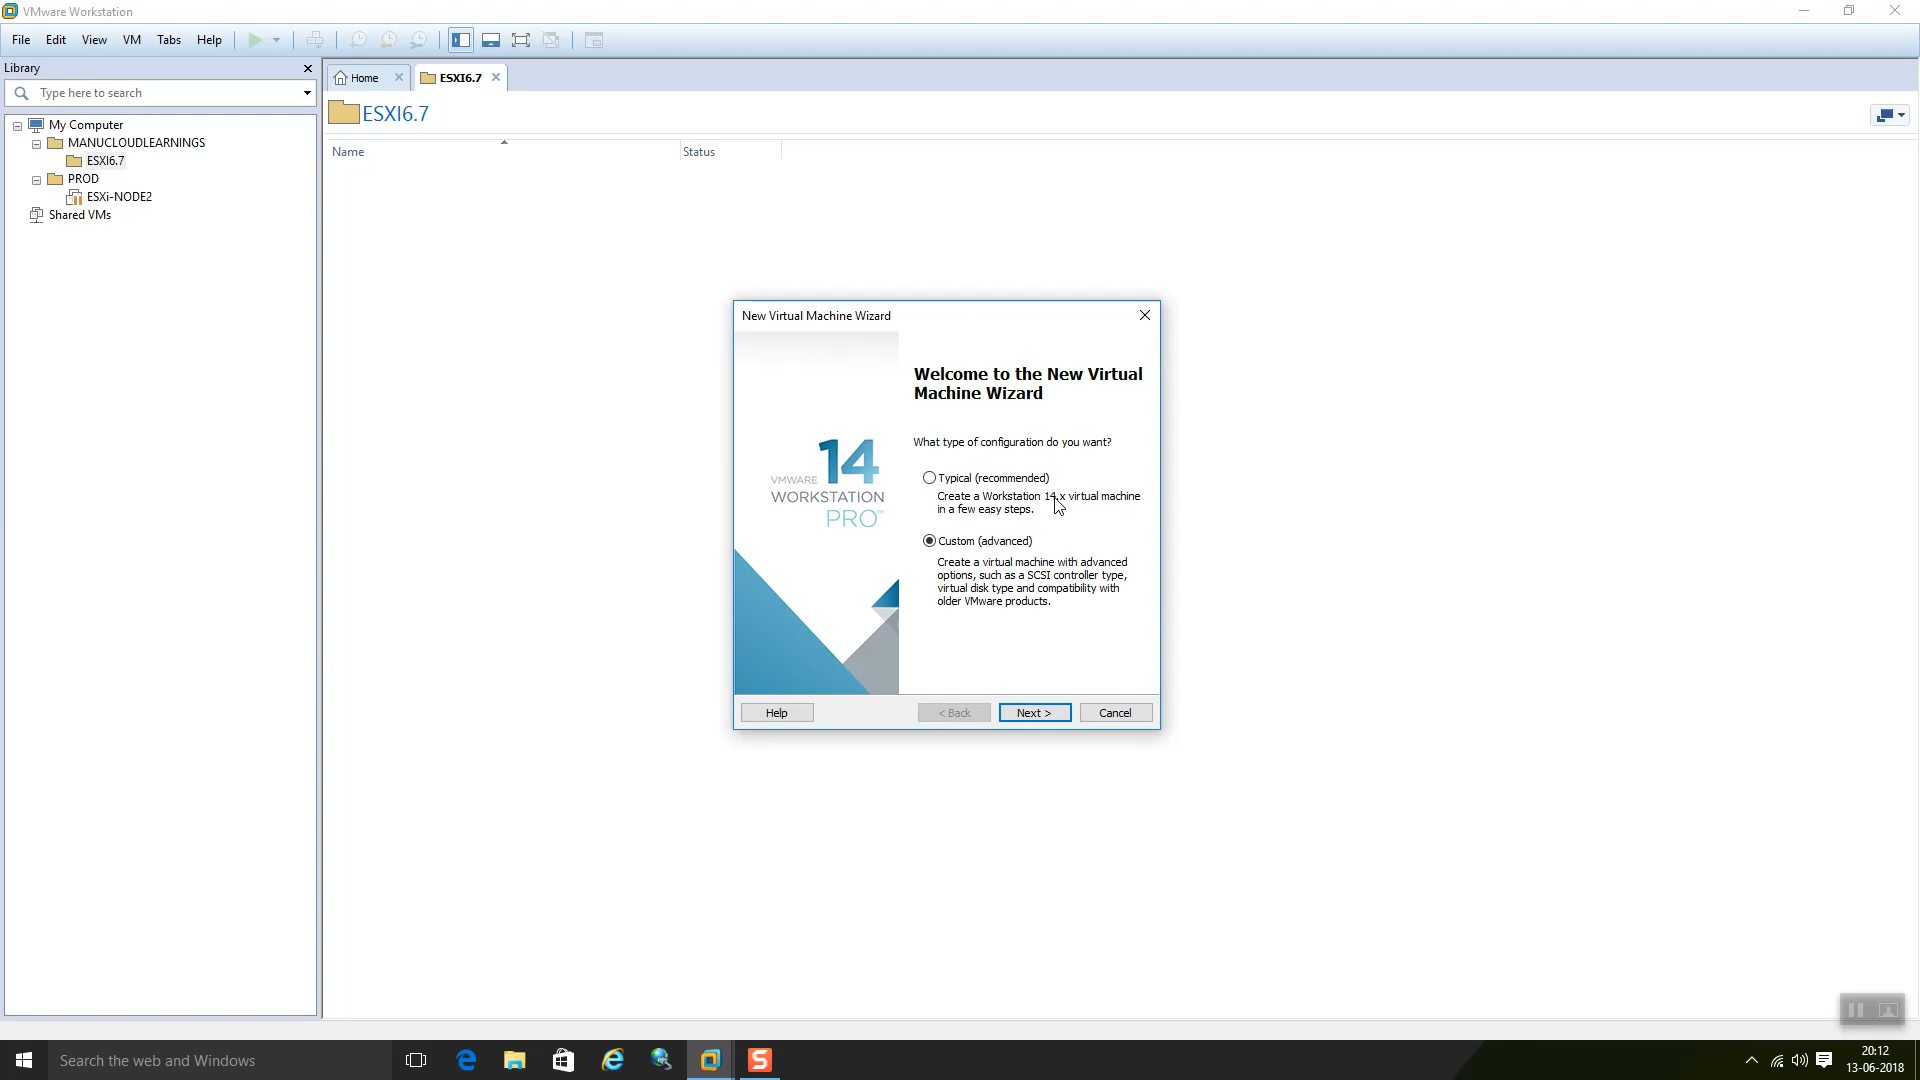 VMware Workstation
File Edit View VM Tabs Help
Library
Type here to search
My Computer
MANUCLOUDLEARNINGS
ESXI6.7
PROD
ESXi-NODE2
Shared VMs
Home ESXI6.7
ESXI6.7
Name Status
New Virtual Machine Wizard
VMWARE 14
WORKSTATION
PRO™
Welcome to the New Virtual
Machine Wizard
What type of configuration do you want?
Typical (recommended)
Create a Workstation 14.x virtual machine
in a few easy steps.
Custom (advanced)
Create a virtual machine with advanced
options, such as a SCSI controller type,
virtual disk type and compatibility with
older VMware products.
Help < Back Next > Cancel
Search the web and Windows
20:12
13-06-2018